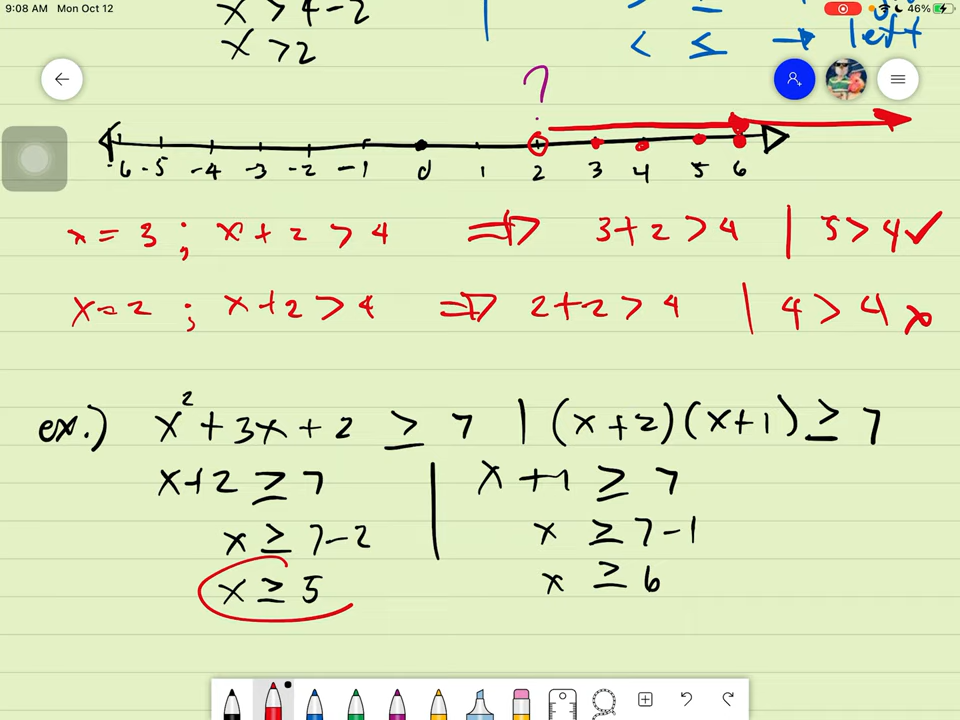 9:08 AM Mon Oct 12
46%
x > 4 - 2
> ≥
x > 2
< ≤ → left
?
-6 -5 -4 -3 -2 -1 0 1 2 3 4 5 6
x = 3 ; x + 2 > 4 ⟹ 3 + 2 > 4 | 5 > 4 ✓
x = 2 ; x + 2 > 4 ⟹ 2 + 2 > 4 | 4 > 4 x
ex.) x² + 3x + 2 ≥ 7 | (x + 2)(x + 1) ≥ 7
x + 2 ≥ 7 | x + 1 ≥ 7
x ≥ 7 - 2 | x ≥ 7 - 1
x ≥ 5 x ≥ 6